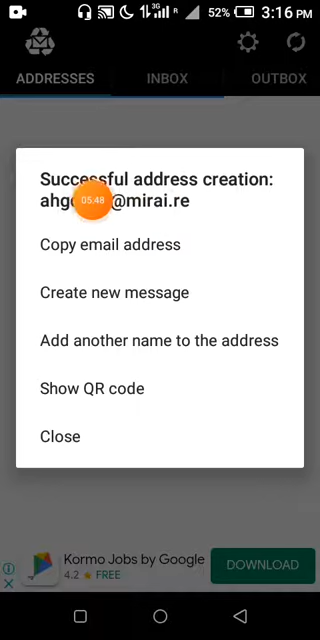 3G
R
52%
3:16 PM
ADDRESSES
INBOX
OUTBOX
Successful address creation:
@mirai.re
05:48
Copy email address
Create new message
Add another name to the address
Show QR code
Close
Kormo Jobs by Google
4.2 ★ FREE
DOWNLOAD